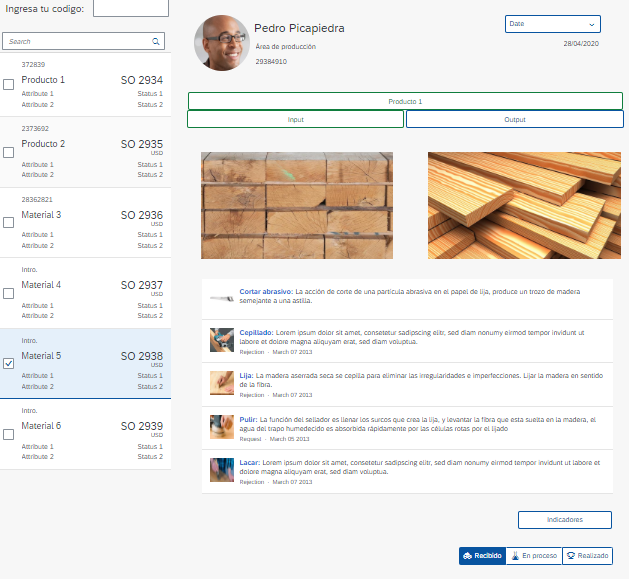 Ingresa tu codigo:
Search
372839
Producto 1 SO 2934
Attribute 1 Status 1
Attribute 2 Status 2
2373692
Producto 2 SO 2935
USD
Attribute 1 Status 1
Attribute 2 Status 2
28362821
Material 3 SO 2936
USD
Attribute 1 Status 1
Attribute 2 Status 2
Intro.
Material 4 SO 2937
USD
Attribute 1 Status 1
Attribute 2 Status 2
Intro.
Material 5 SO 2938
USD
Attribute 1 Status 1
Attribute 2 Status 2
Intro.
Material 6 SO 2939
USD
Attribute 1 Status 1
Attribute 2 Status 2
Pedro Picapiedra
Área de producción
29384910
Date
28/04/2020
Producto 1
Input Output
Cortar abrasivo: La acción de corte de una partícula abrasiva en el papel de lija, produce un trozo de madera
semejante a una astilla.
Cepillado: Lorem ipsum dolor sit amet, consetetur sadipscing elitr, sed diam nonumy eirmod tempor invidunt ut
labore et dolore magna aliquyam erat, sed diam voluptua.
Rejection - March 07 2013
Lija: La madera aserrada seca se cepilla para eliminar las irregularidades e imperfecciones. Lijar la madera en sentido
de la fibra.
Rejection - March 07 2013
Pulir: La función del sellador es llenar los surcos que crea la lija, y levantar la fibra que esta suelta en la madera, el
agua del trapo humedecido es absorbida rápidamente por las células rotas por el lijado
Request - March 05 2013
Lacar: Lorem ipsum dolor sit amet, consetetur sadipscing elitr, sed diam nonumy eirmod tempor invidunt ut labore
et dolore magna aliquyam erat, sed diam voluptua.
Rejection - March 07 2013
Indicadores
Recibido En proceso Realizado